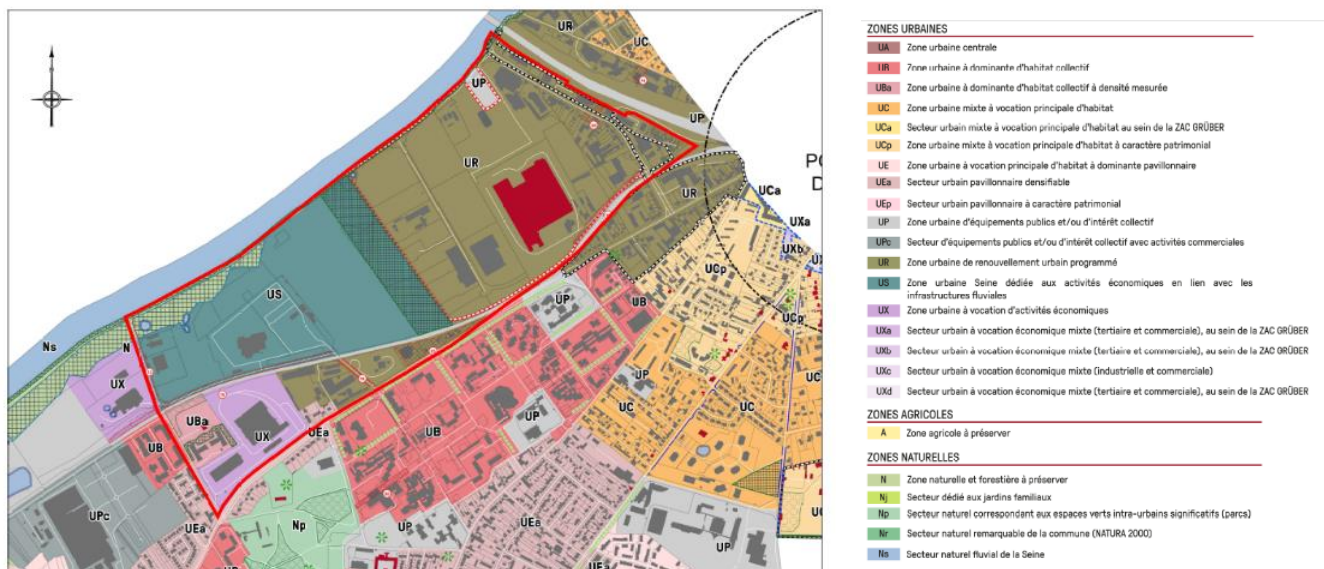 UR
UC
UP
UP
UR
PO
D
UR
UCa
UXa
UXb
UX
UCp
US
UP
UB
UCp
Ns
N
UX
UBa
UX
UB
UEa
UB
UP
UP
UC
UC
UPc
UEa
Np
UP
UEa
UP
UEa
ZONES URBAINES
UA Zone urbaine centrale
UB Zone urbaine à dominante d'habitat collectif
UBa Zone urbaine à dominante d'habitat collectif à densité mesurée
UC Zone urbaine mixte à vocation principale d'habitat
UCa Secteur urbain mixte à vocation principale d'habitat au sein de la ZAC GRÜBER
UCp Zone urbaine mixte à vocation principale d'habitat à caractère patrimonial
UE Zone urbaine à vocation principale d'habitat à dominante pavillonnaire
UEa Secteur urbain pavillonnaire densifiable
UEp Secteur urbain pavillonnaire à caractère patrimonial
UP Zone urbaine d'équipements publics et/ou d'intérêt collectif
UPc Secteur d'équipements publics et/ou d'intérêt collectif avec activités commerciales
UR Zone urbaine de renouvellement urbain programmé
US Zone urbaine Seine dédiée aux activités économiques en lien avec les
infrastructures fluviales
UX Zone urbaine à vocation d'activités économiques
UXa Secteur urbain à vocation économique mixte (tertiaire et commerciale), au sein de la ZAC GRÜBER
UXb Secteur urbain à vocation économique mixte (tertiaire et commerciale), au sein de la ZAC GRÜBER
UXc Secteur urbain à vocation économique mixte (industrielle et commerciale)
UXd Secteur urbain à vocation économique mixte (tertiaire et commerciale), au sein de la ZAC GRÜBER
ZONES AGRICOLES
A Zone agricole à préserver
ZONES NATURELLES
N Zone naturelle et forestière à préserver
Nj Secteur dédié aux jardins familiaux
Np Secteur naturel correspondant aux espaces verts intra-urbains significatifs (parcs)
Nr Secteur naturel remarquable de la commune (NATURA 2000)
Ns Secteur naturel fluvial de la Seine